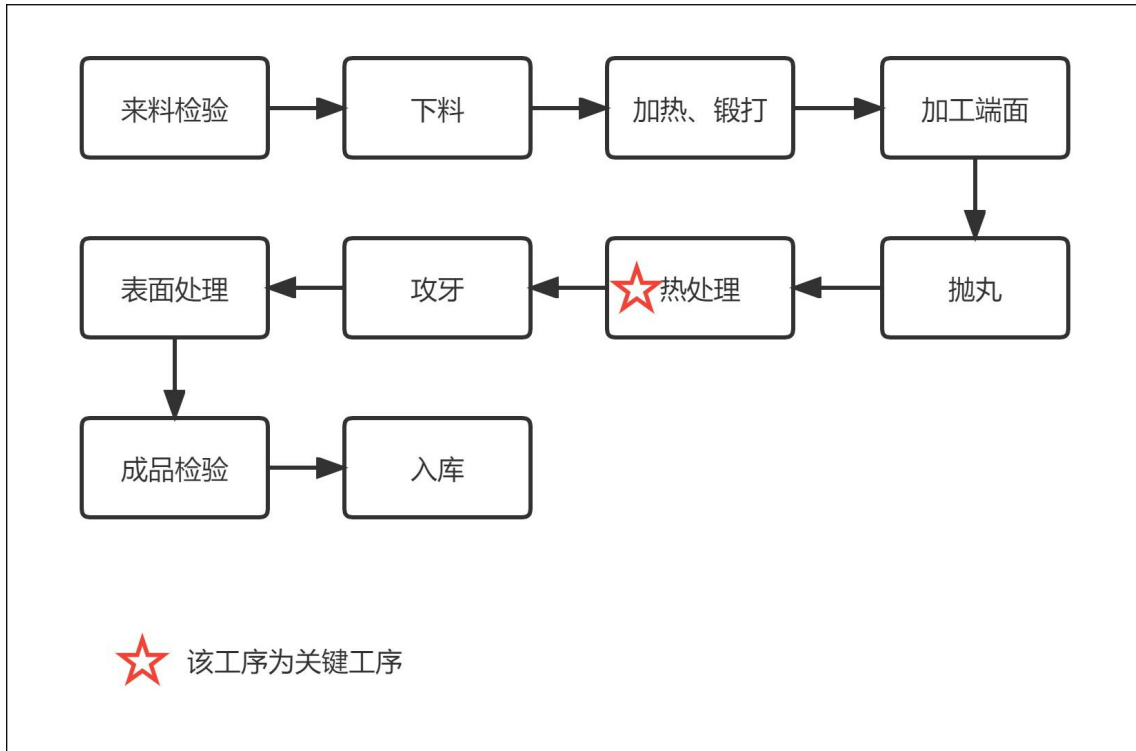 来料检验
下料
加热、锻打
加工端面
抛丸
热处理
攻牙
表面处理
成品检验
入库
该工序为关键工序